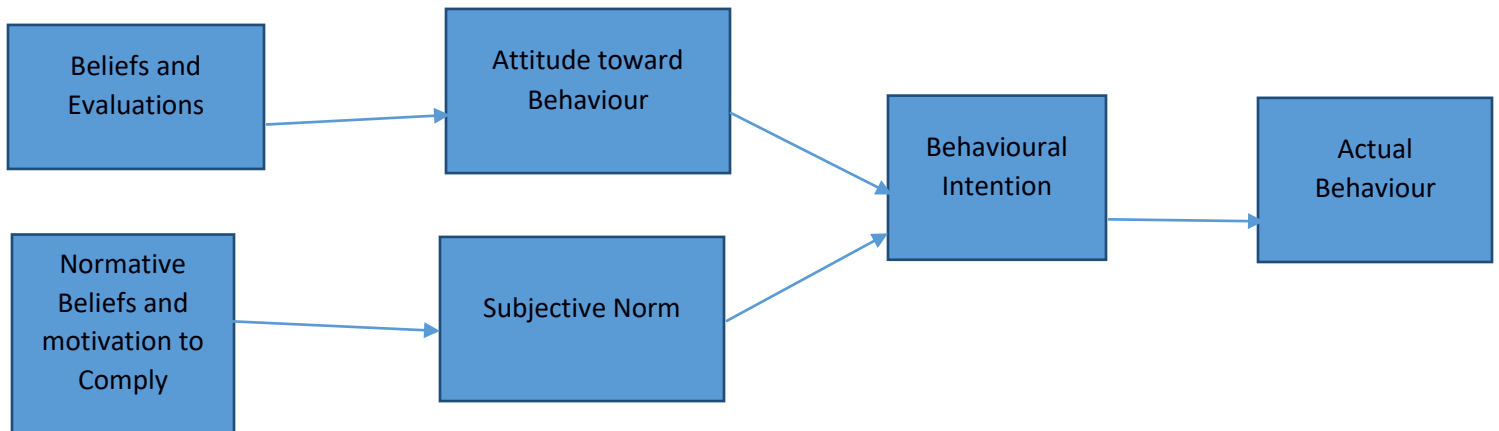 Beliefs and
Evaluations
Attitude toward
Behaviour
Behavioural
Intention
Actual
Behaviour
Normative
Beliefs and
motivation to
Comply
Subjective Norm